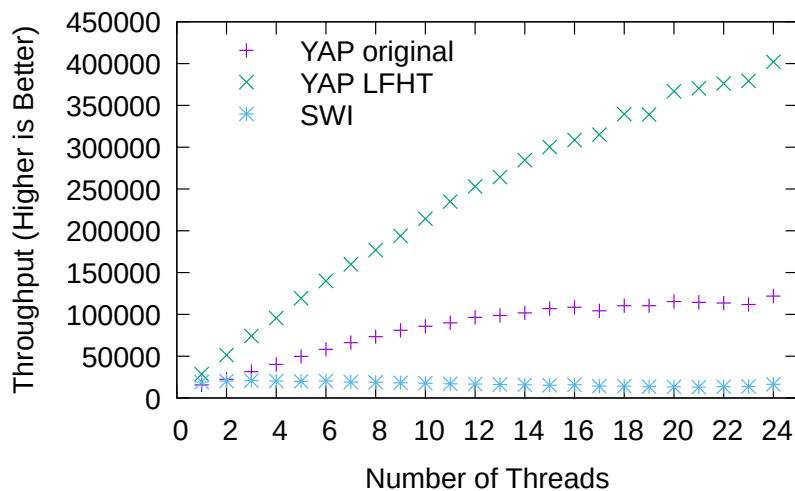 450000
400000
350000
300000
250000
200000
150000
100000
50000
0
Throughput (Higher is Better)
YAP original
YAP LFHT
SWI
0 2 4 6 8 10 12 14 16 18 20 22 24
Number of Threads